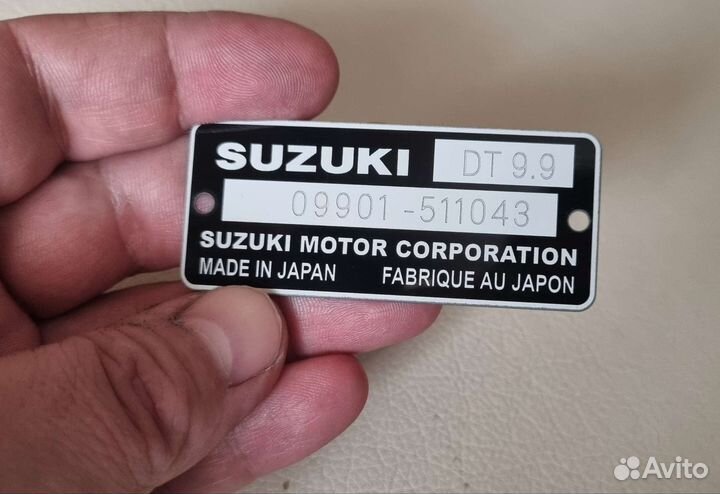 SUZUKI DT 9.9
09901-511043
SUZUKI MOTOR CORPORATION
MADE IN JAPAN FABRIQUE AU JAPON
Avito